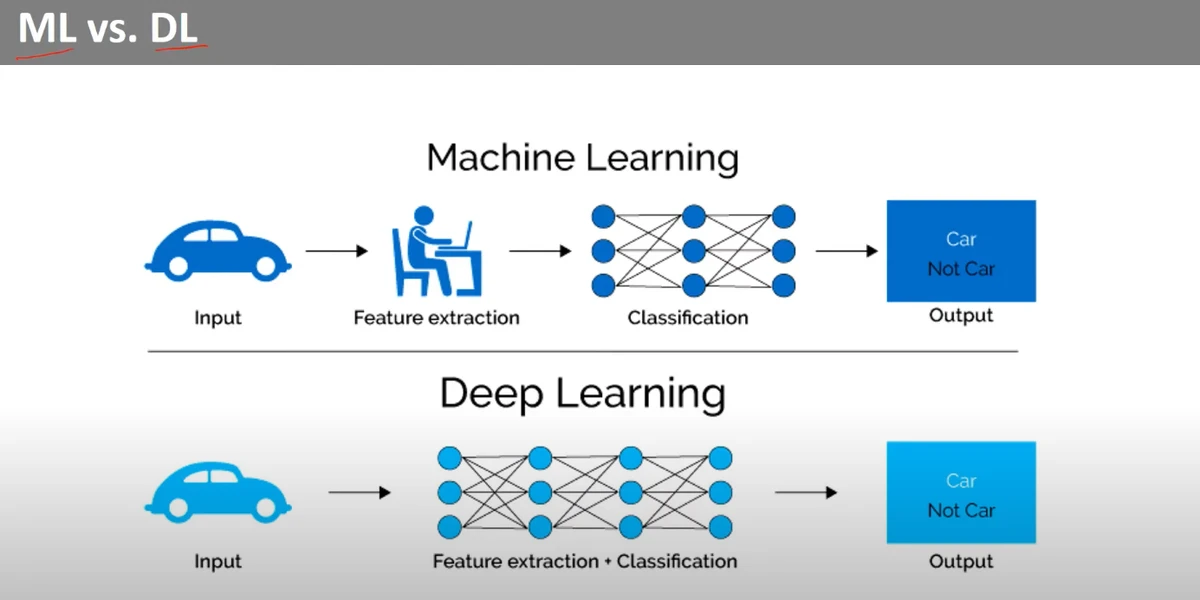 ML vs. DL
Machine Learning
Input
Feature extraction
Classification
Car
Not Car
Output
Deep Learning
Input
Feature extraction + Classification
Car
Not Car
Output